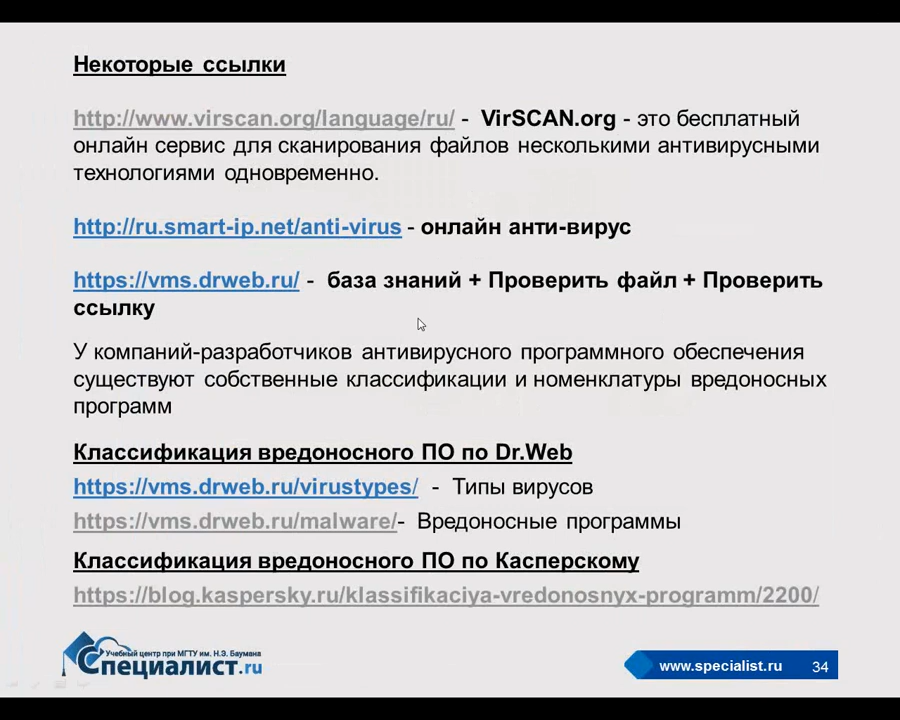 Некоторые ссылки
http://www.virscan.org/language/ru/ - VirSCAN.org - это бесплатный
онлайн сервис для сканирования файлов несколькими антивирусными
технологиями одновременно.
http://ru.smart-ip.net/anti-virus - онлайн анти-вирус
https://vms.drweb.ru/ - база знаний + Проверить файл + Проверить
ссылку
У компаний-разработчиков антивирусного программного обеспечения
существуют собственные классификации и номенклатуры вредоносных
программ
Классификация вредоносного ПО по Dr.Web
https://vms.drweb.ru/virustypes/ - Типы вирусов
https://vms.drweb.ru/malware/- Вредоносные программы
Классификация вредоносного ПО по Касперскому
https://blog.kaspersky.ru/klassifikaciya-vredonosnyx-programm/2200/
Учебный центр при МГТУ им. Н.Э. Баумана
Специалист.ru
www.specialist.ru 34